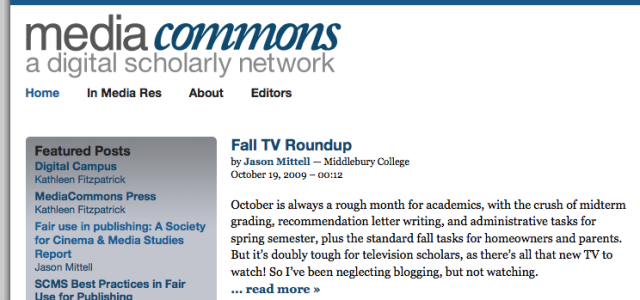 media commons
a digital scholarly network
Home In Media Res About Editors
Featured Posts
Digital Campus
Kathleen Fitzpatrick
MediaCommons Press
Kathleen Fitzpatrick
Fair use in publishing: A Society
for Cinema & Media Studies
Report
Jason Mittell
SCMS Best Practices in Fair
Use for Publishing
Fall TV Roundup
by Jason Mittell — Middlebury College
October 19, 2009 – 00:12
October is always a rough month for academics, with the crush of midterm
grading, recommendation letter writing, and administrative tasks for
spring semester, plus the standard fall tasks for homeowners and parents.
But it's doubly tough for television scholars, as there's all that new TV to
watch! So I've been neglecting blogging, but not watching.
... read more »